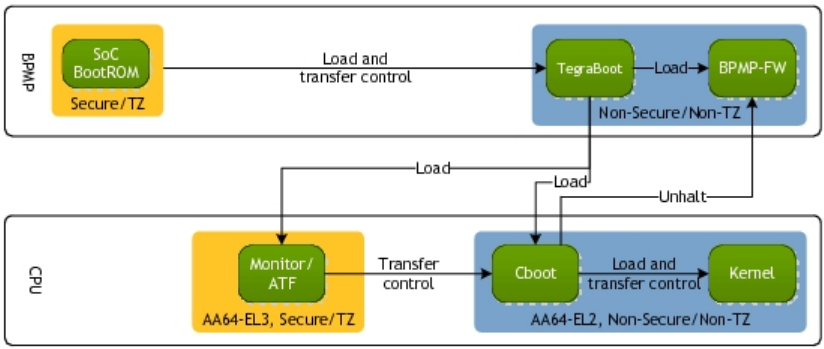 BPMP
SoC
BootROM
Secure/TZ
Load and
transfer control
TegraBoot
Load
BPMP-FW
Non-Secure/Non-TZ
Load
Load
Unhalt
CPU
Monitor/
ATF
AA64-EL3, Secure/TZ
Transfer
control
Cboot
Load and
transfer control
Kernel
AA64-EL2, Non-Secure/Non-TZ